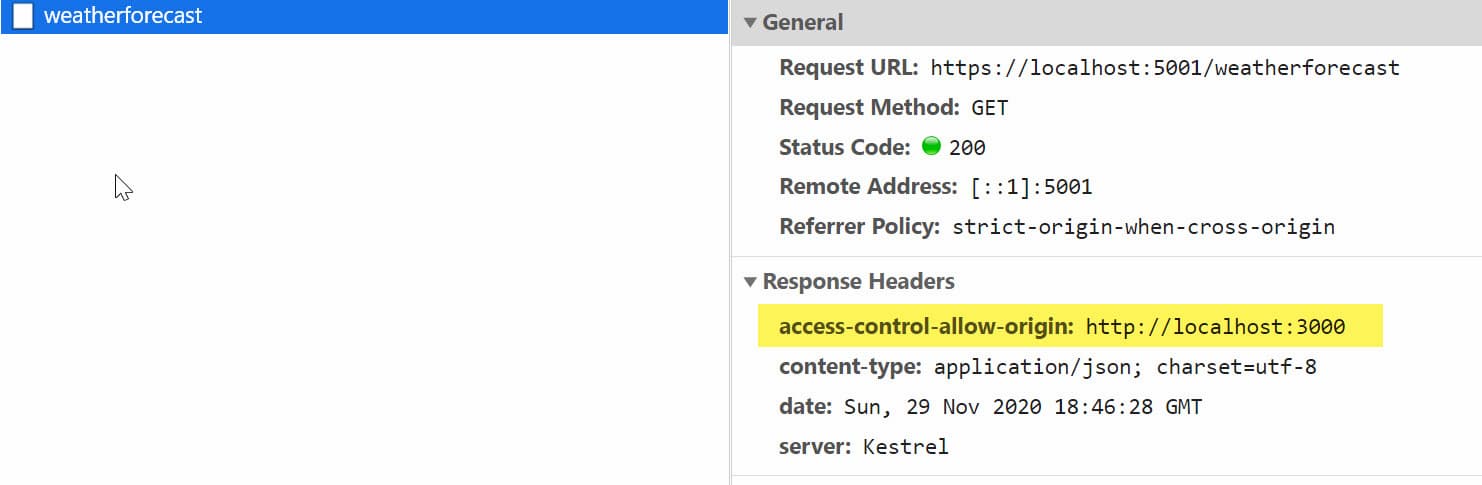 weatherforecast
General
Request URL: https://localhost:5001/weatherforecast
Request Method: GET
Status Code: 200
Remote Address: [::1]:5001
Referrer Policy: strict-origin-when-cross-origin
Response Headers
access-control-allow-origin: http://localhost:3000
content-type: application/json; charset=utf-8
date: Sun, 29 Nov 2020 18:46:28 GMT
server: Kestrel